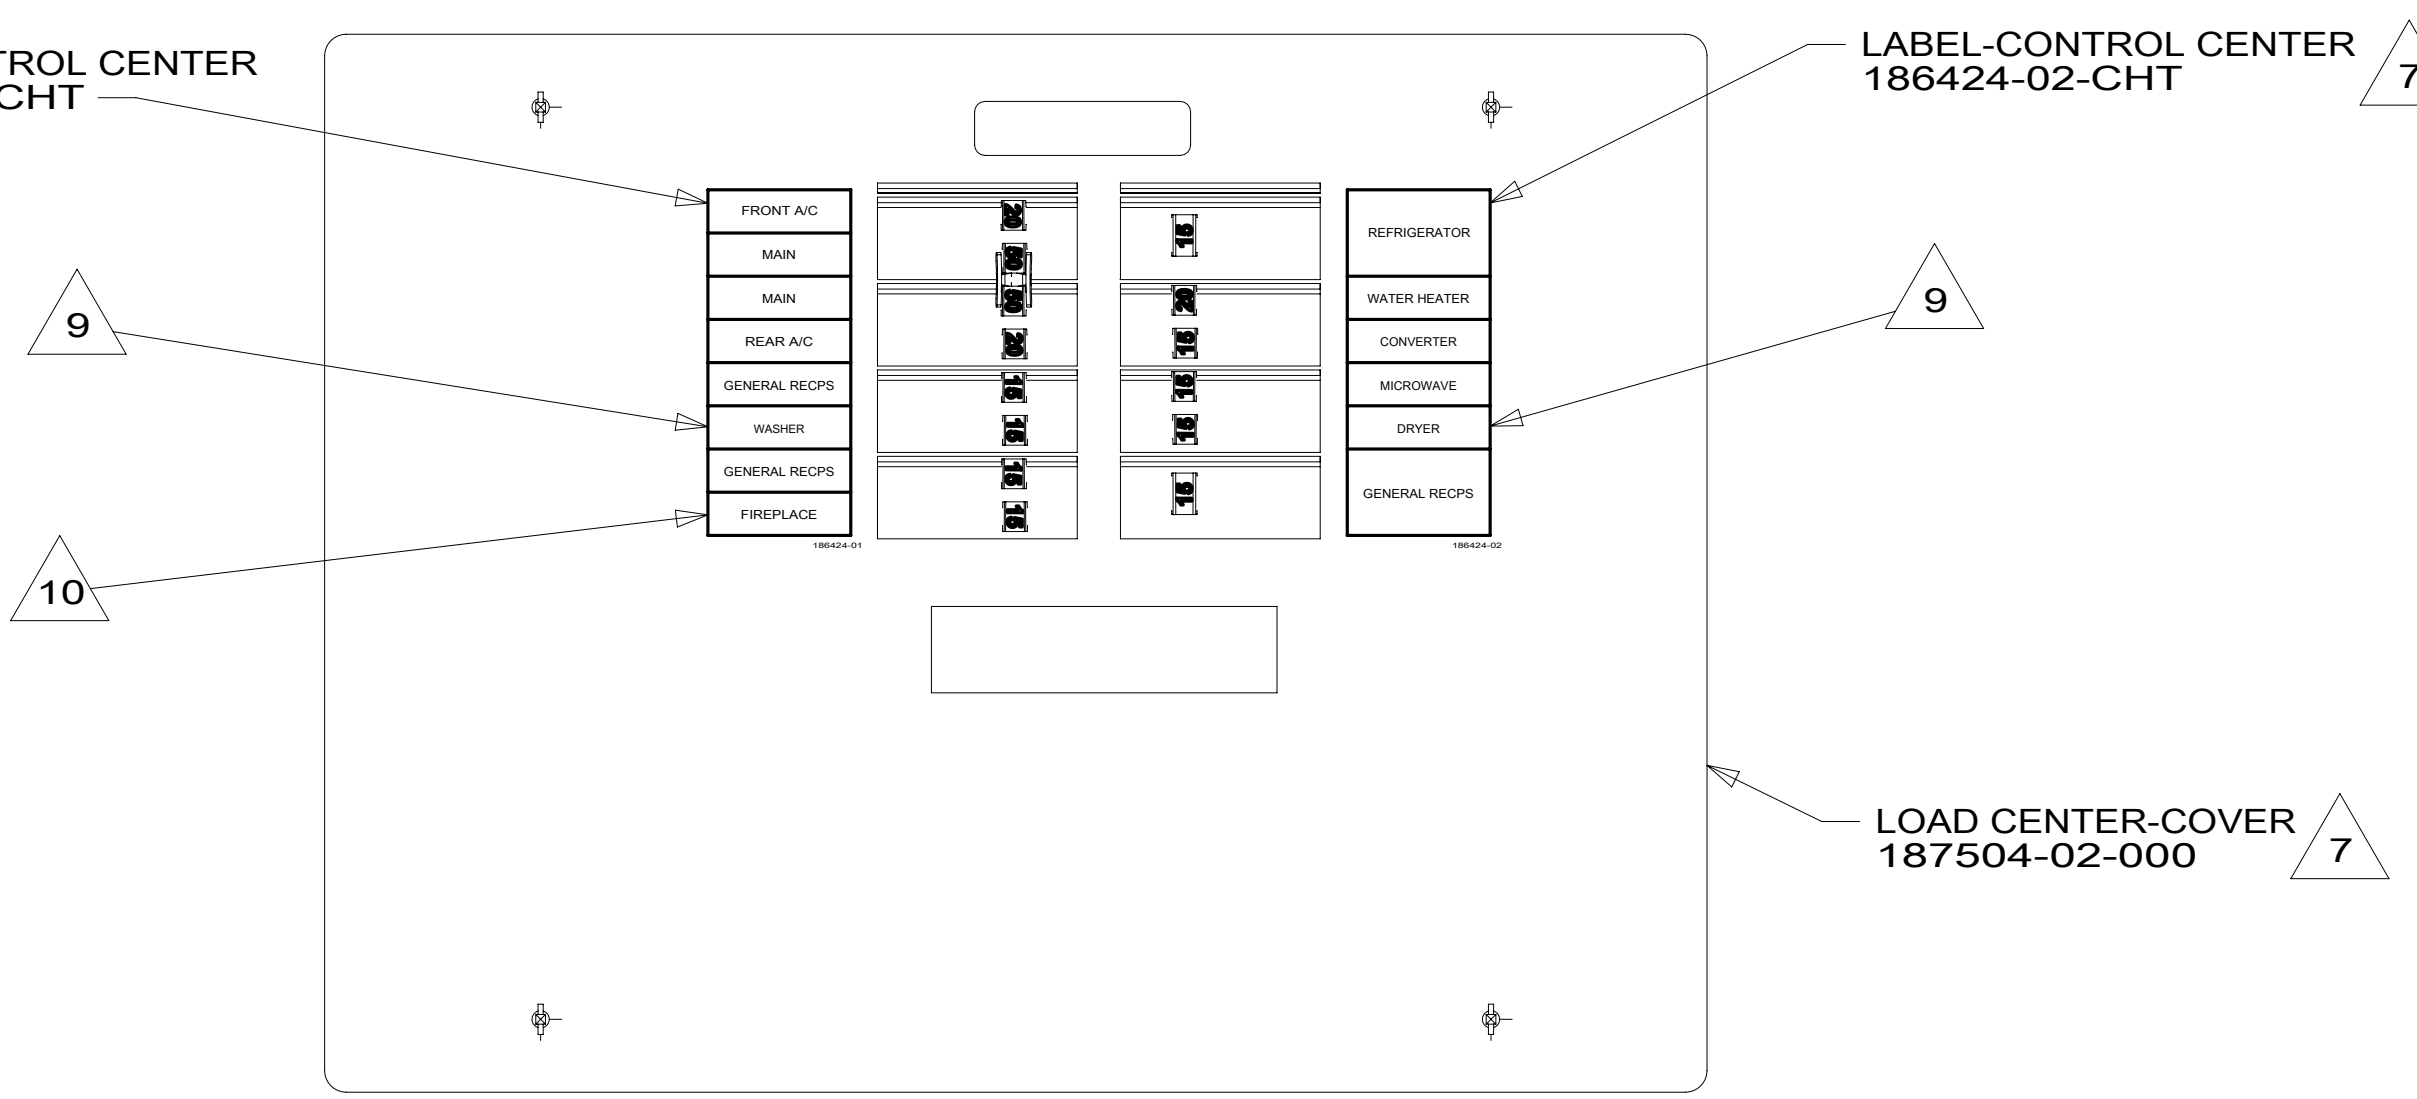 TROL CENTER
CHT
LABEL-CONTROL CENTER
186424-02-CHT
7
FRONT A/C
MAIN
MAIN
REAR A/C
GENERAL RECPS
WASHER
GENERAL RECPS
FIREPLACE
186424-01
20
50
50
20
15
15
15
15
15
20
15
15
15
15
REFRIGERATOR
WATER HEATER
CONVERTER
MICROWAVE
DRYER
GENERAL RECPS
186424-02
9
9
10
LOAD CENTER-COVER
187504-02-000
7